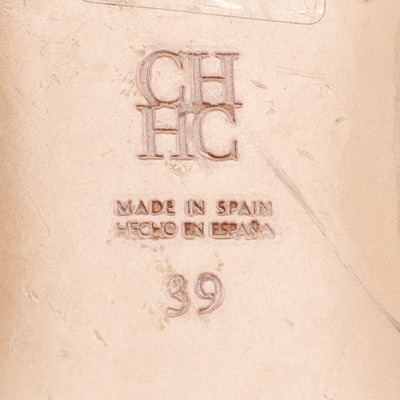 CH
HC
MADE IN SPAIN
HECHO EN ESPAÑA
39